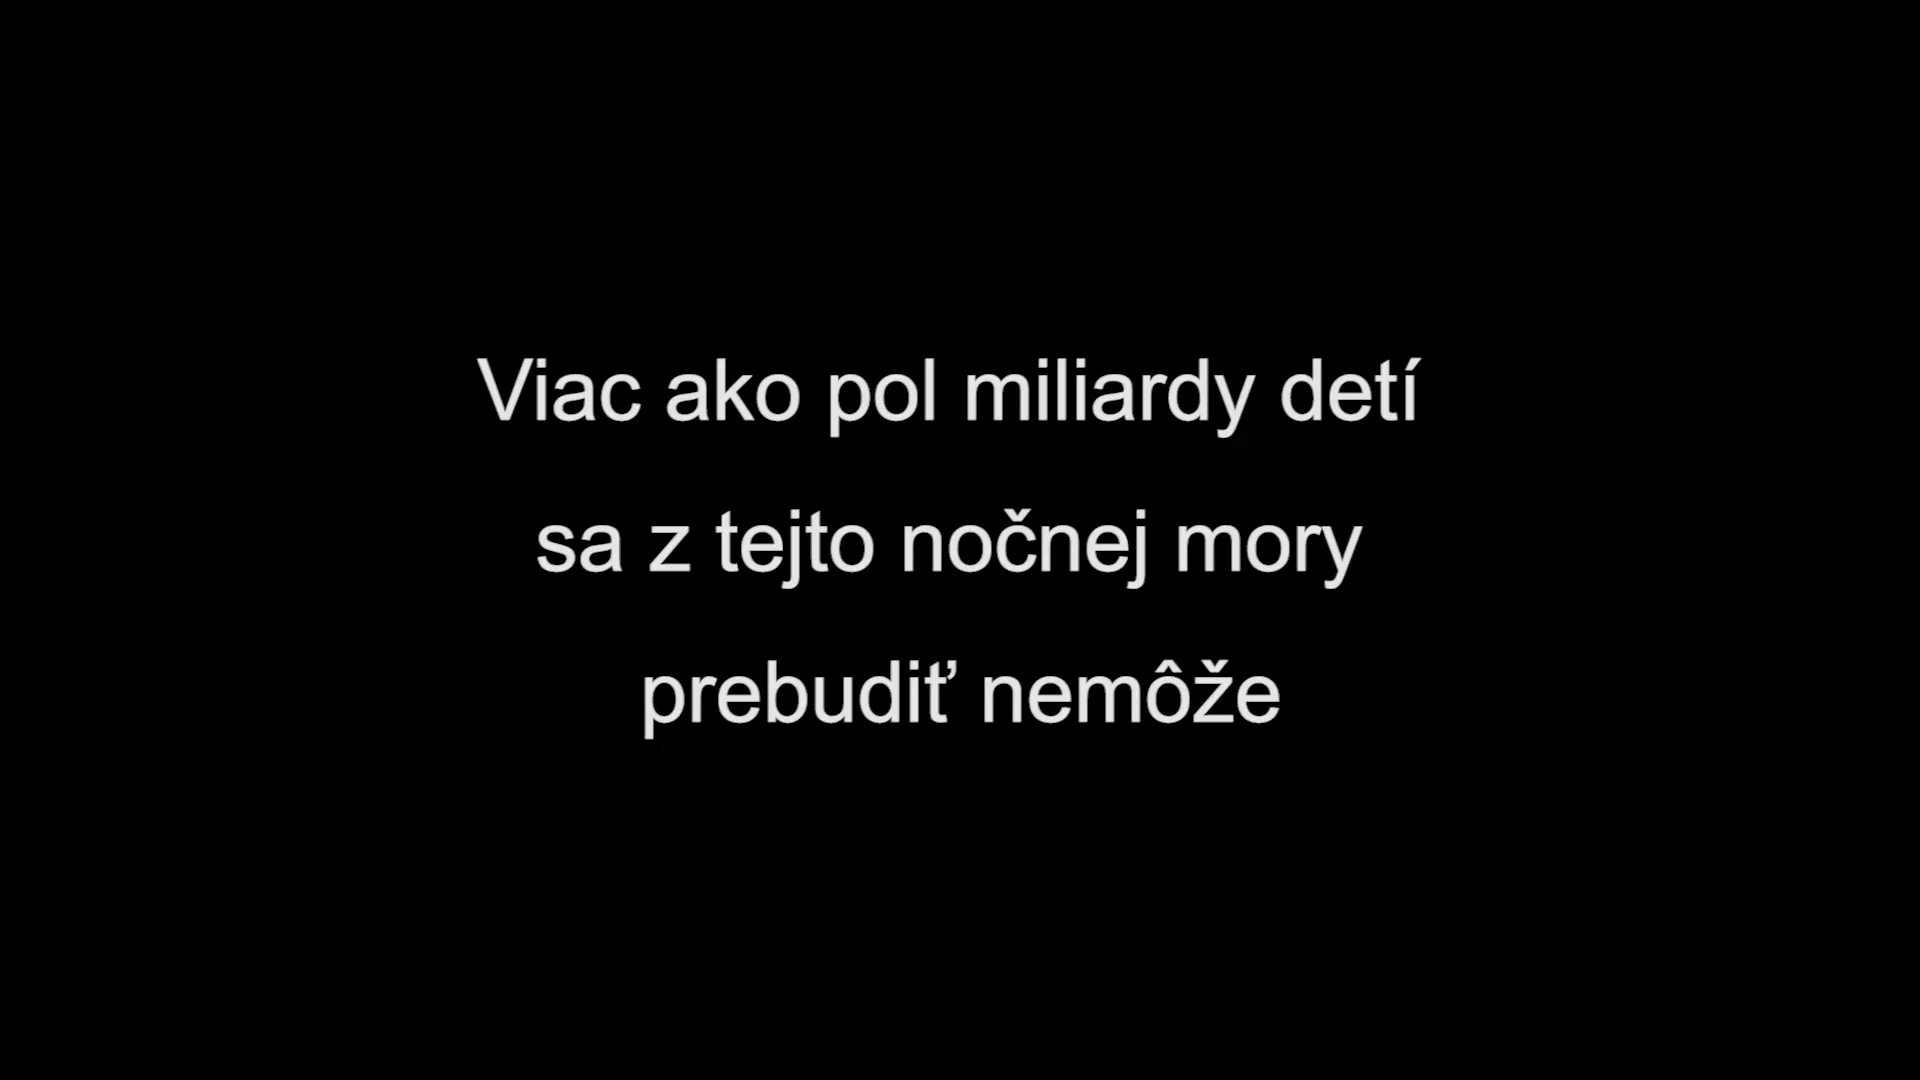 Viac ako pol miliardy detí
sa z tejto nočnej mory
prebudiť nemôže